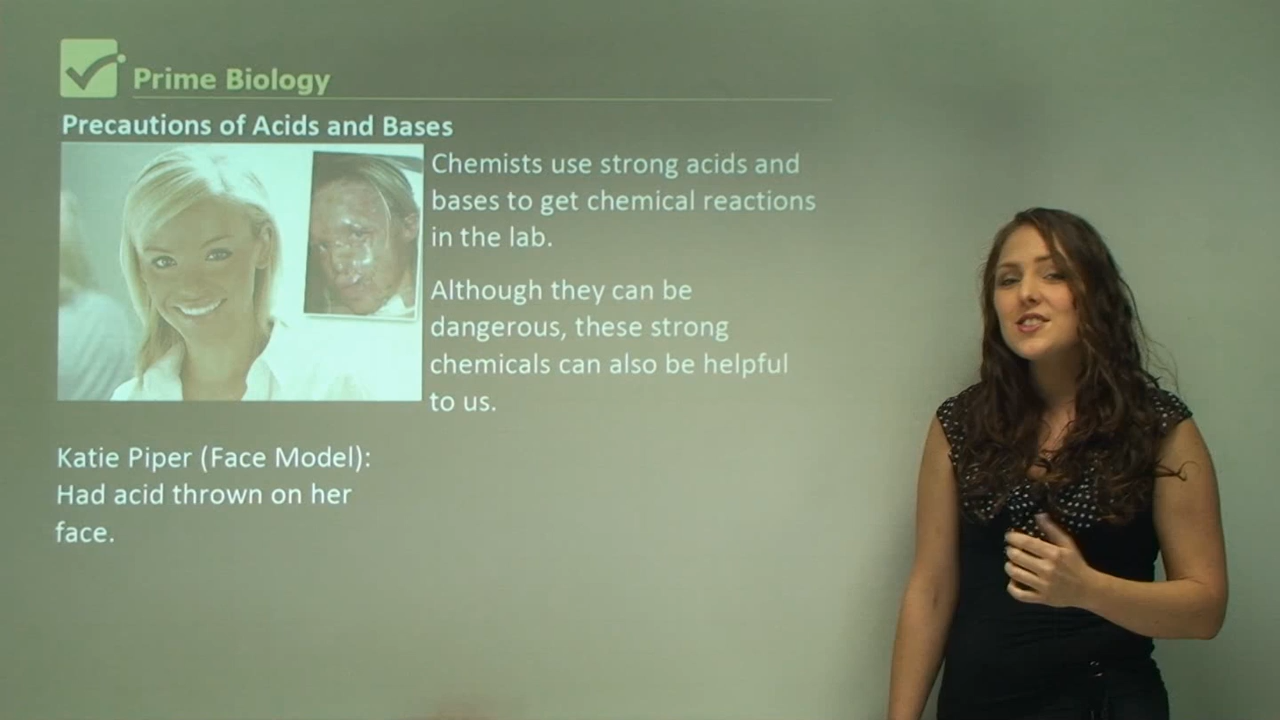 Prime Biology
Precautions of Acids and Bases
Chemists use strong acids and
bases to get chemical reactions
in the lab.
Although they can be
dangerous, these strong
chemicals can also be helpful
to us.
Katie Piper (Face Model):
Had acid thrown on her
face.